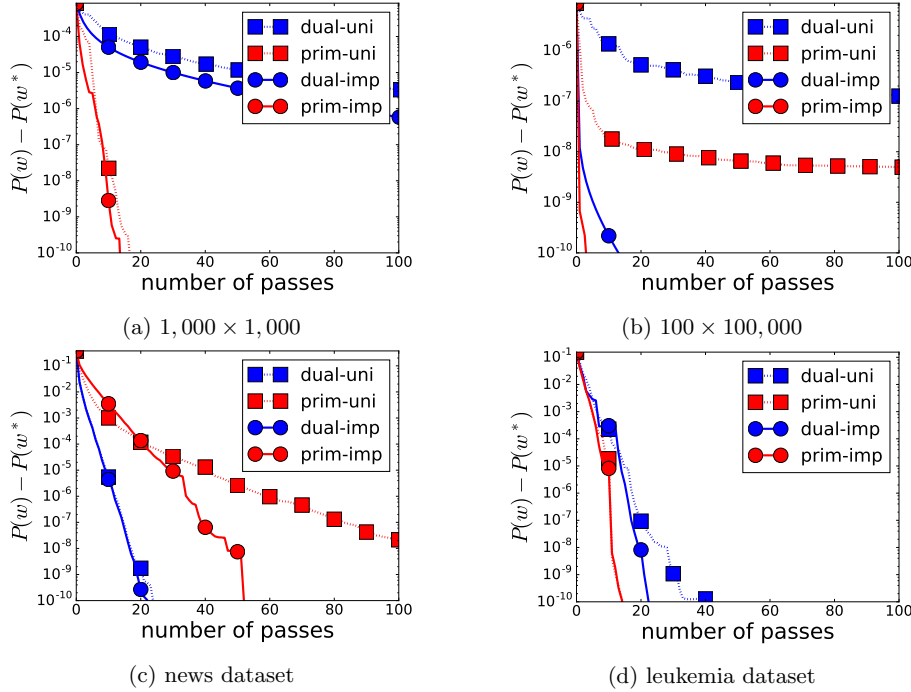 P(w) − P(w*)
10^-4
10^-5
10^-6
10^-7
10^-8
10^-9
10^-10
0 20 40 60 80 100
number of passes
dual-uni
prim-uni
dual-imp
prim-imp
(a) 1,000 × 1,000
P(w) − P(w*)
10^-6
10^-7
10^-8
10^-9
10^-10
0 20 40 60 80 100
number of passes
dual-uni
prim-uni
dual-imp
prim-imp
(b) 100 × 100,000
P(w) − P(w*)
10^-1
10^-2
10^-3
10^-4
10^-5
10^-6
10^-7
10^-8
10^-9
10^-10
0 20 40 60 80 100
number of passes
dual-uni
prim-uni
dual-imp
prim-imp
(c) news dataset
P(w) − P(w*)
10^-1
10^-2
10^-3
10^-4
10^-5
10^-6
10^-7
10^-8
10^-9
10^-10
0 20 40 60 80 100
number of passes
dual-uni
prim-uni
dual-imp
prim-imp
(d) leukemia dataset